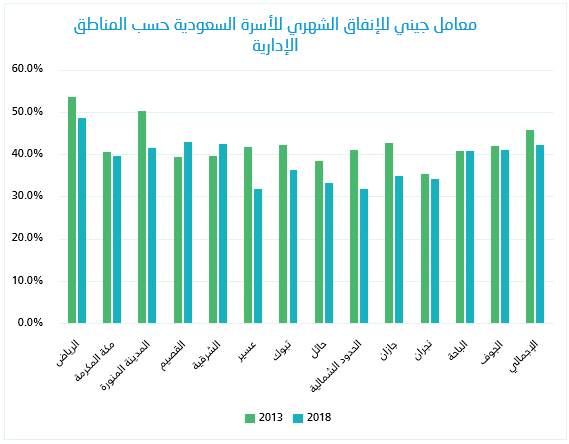 معامل جيني للإنفاق الشهري للأسرة السعودية حسب المناطق
الإدارية
60.0%
50.0%
40.0%
30.0%
20.0%
10.0%
0.0%
الرياض
مكة المكرمة
المدينة المنورة
القصيم
الشرقية
عسير
تبوك
حائل
الحدود الشمالية
جازان
نجران
الباحة
الجوف
الإجمالي
2013
2018